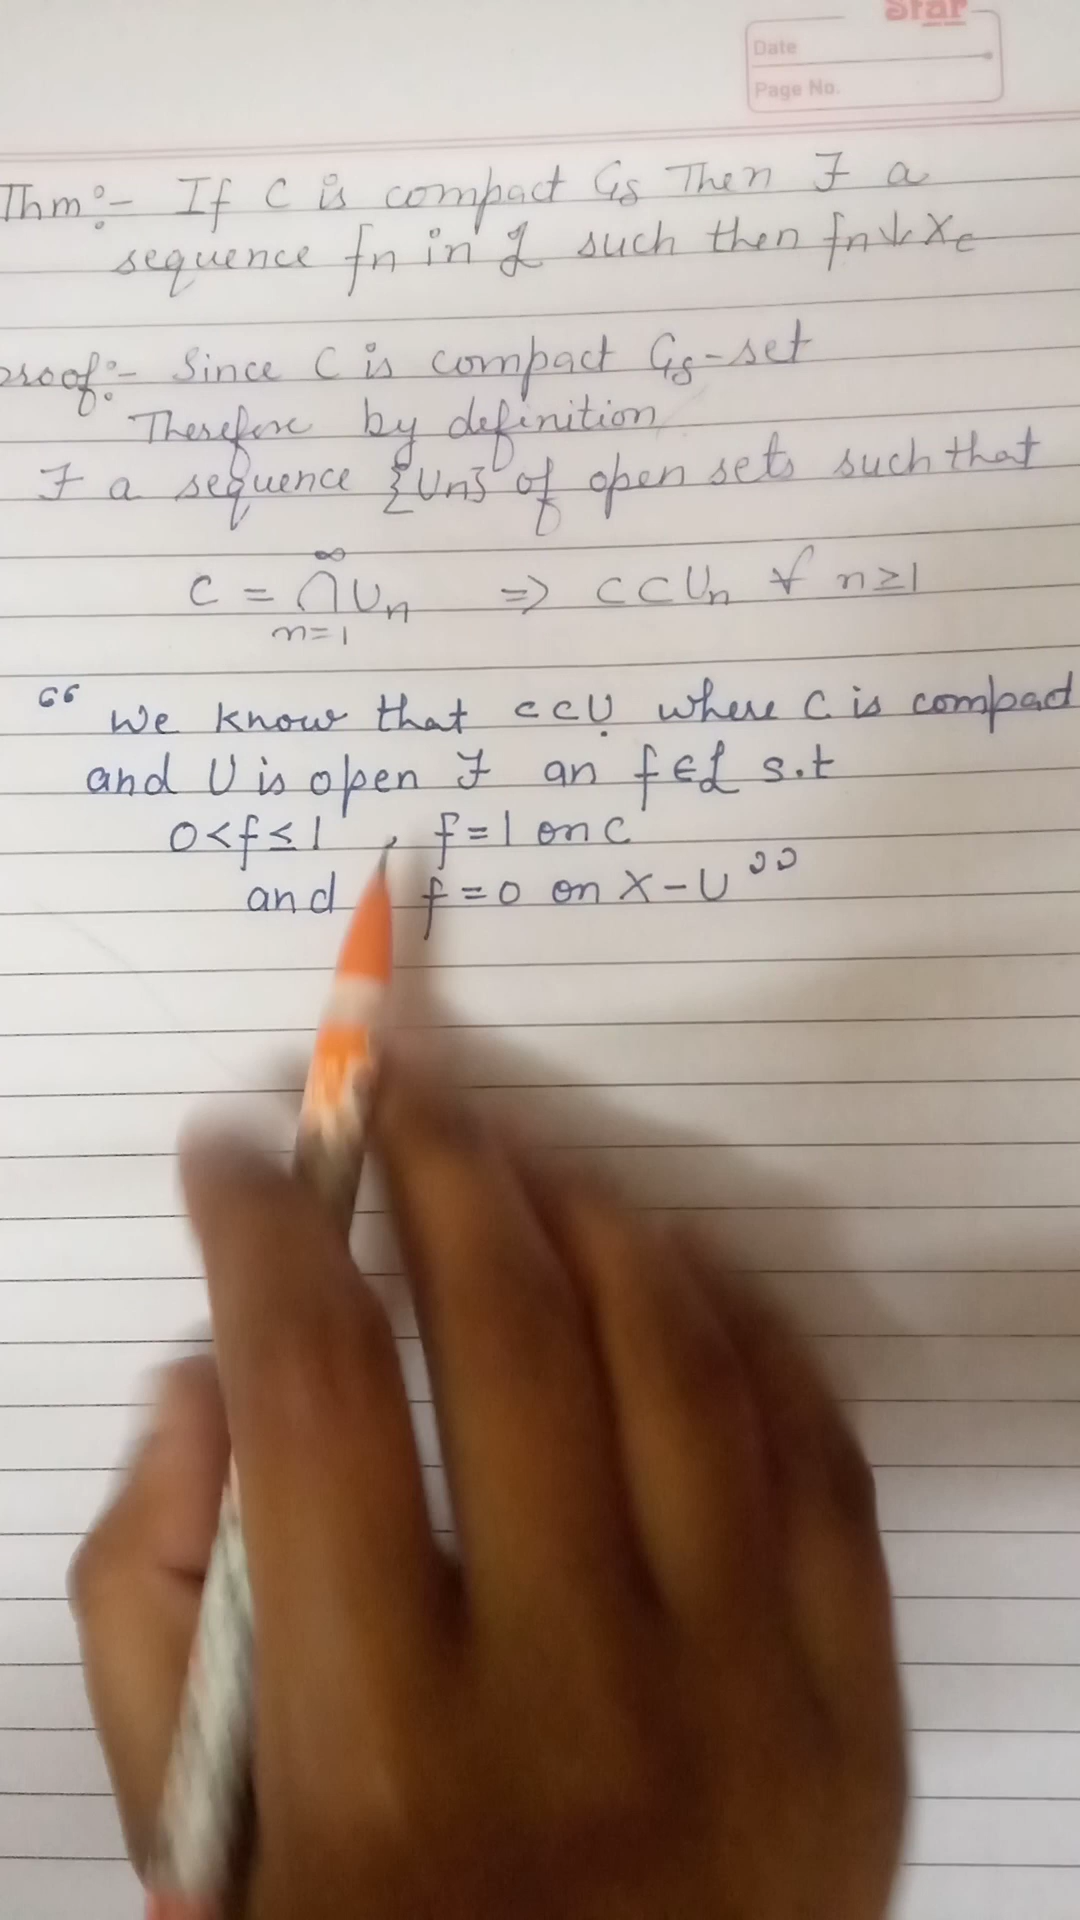 Star
Date
Page No.
Thm:- If C is compact Gδ Then ∃ a
sequence fn in ℒ such then fn↓χc
proof:- Since C is compact Gδ-set
Therefore by definition
∃ a sequence {Un} of open sets such that
C = ∞∩n=1 Un ⇒ C⊂Un ∀ n≥1
“ We know that C⊂U where C is compact
and U is open ∃ an f∈ℒ s.t
0<f≤1 , f=1 on C
and f=0 on X-U ”